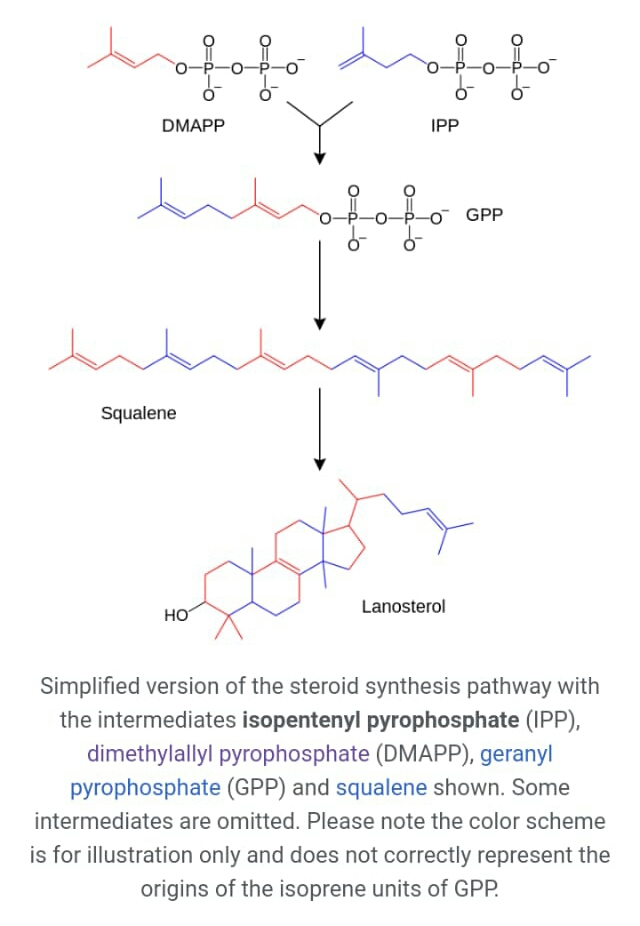 O O O O
O–P–O–P–O⁻ O–P–O–P–O⁻
O⁻ O⁻ O⁻ O⁻
DMAPP IPP
O O
O–P–O–P–O⁻ GPP
O⁻ O⁻
Squalene
HO
Lanosterol
Simplified version of the steroid synthesis pathway with
the intermediates isopentenyl pyrophosphate (IPP),
dimethylallyl pyrophosphate (DMAPP), geranyl
pyrophosphate (GPP) and squalene shown. Some
intermediates are omitted. Please note the color scheme
is for illustration only and does not correctly represent the
origins of the isoprene units of GPP.